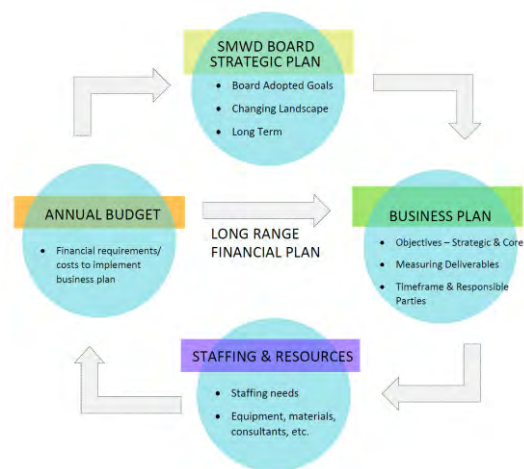 SMWD BOARD
STRATEGIC PLAN
• Board Adopted Goals
• Changing Landscape
• Long Term
ANNUAL BUDGET
• Financial requirements/
costs to implement
business plan
LONG RANGE
FINANCIAL PLAN
BUSINESS PLAN
• Objectives – Strategic & Core
• Measuring Deliverables
• Timeframe & Responsible
Parties
STAFFING & RESOURCES
• Staffing needs
• Equipment, materials,
consultants, etc.